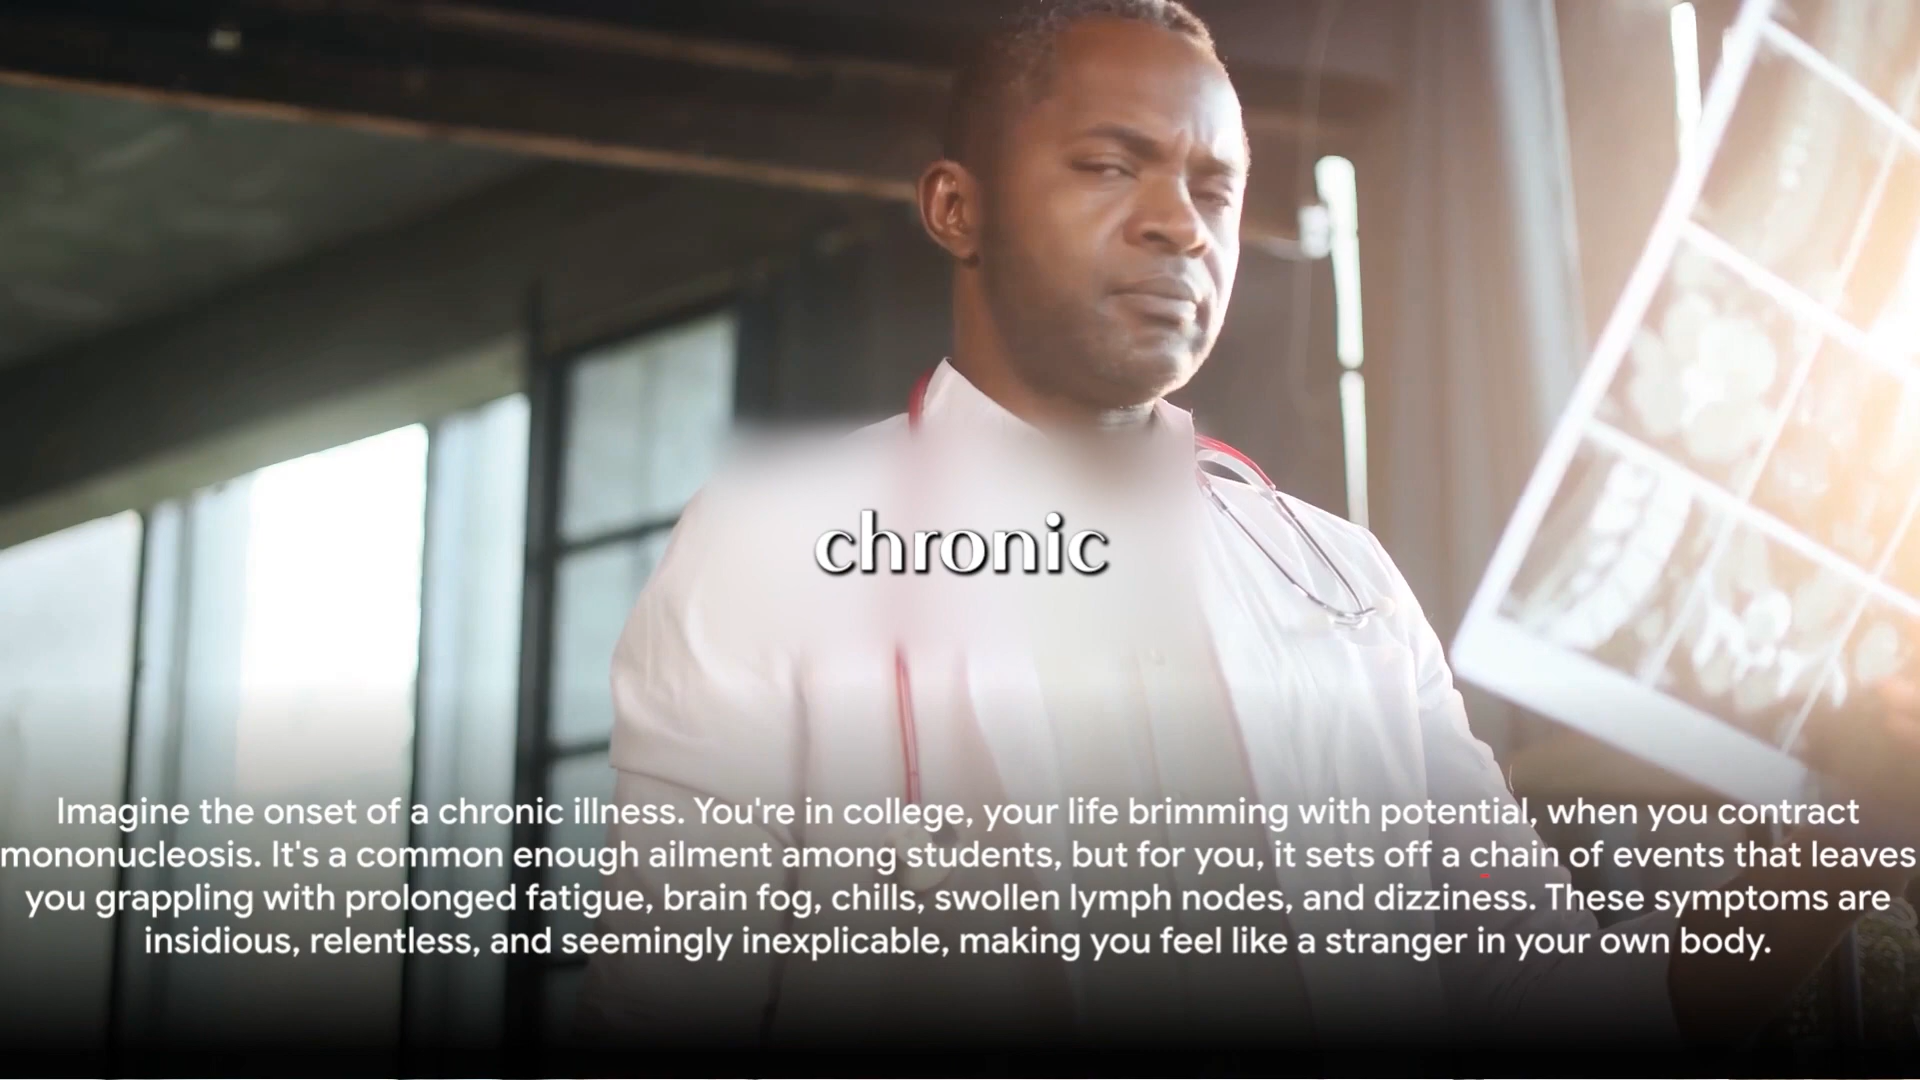 chronic
Imagine the onset of a chronic illness. You're in college, your life brimming with potential, when you contract
mononucleosis. It's a common enough ailment among students, but for you, it sets off a chain of events that leaves
you grappling with prolonged fatigue, brain fog, chills, swollen lymph nodes, and dizziness. These symptoms are
insidious, relentless, and seemingly inexplicable, making you feel like a stranger in your own body.